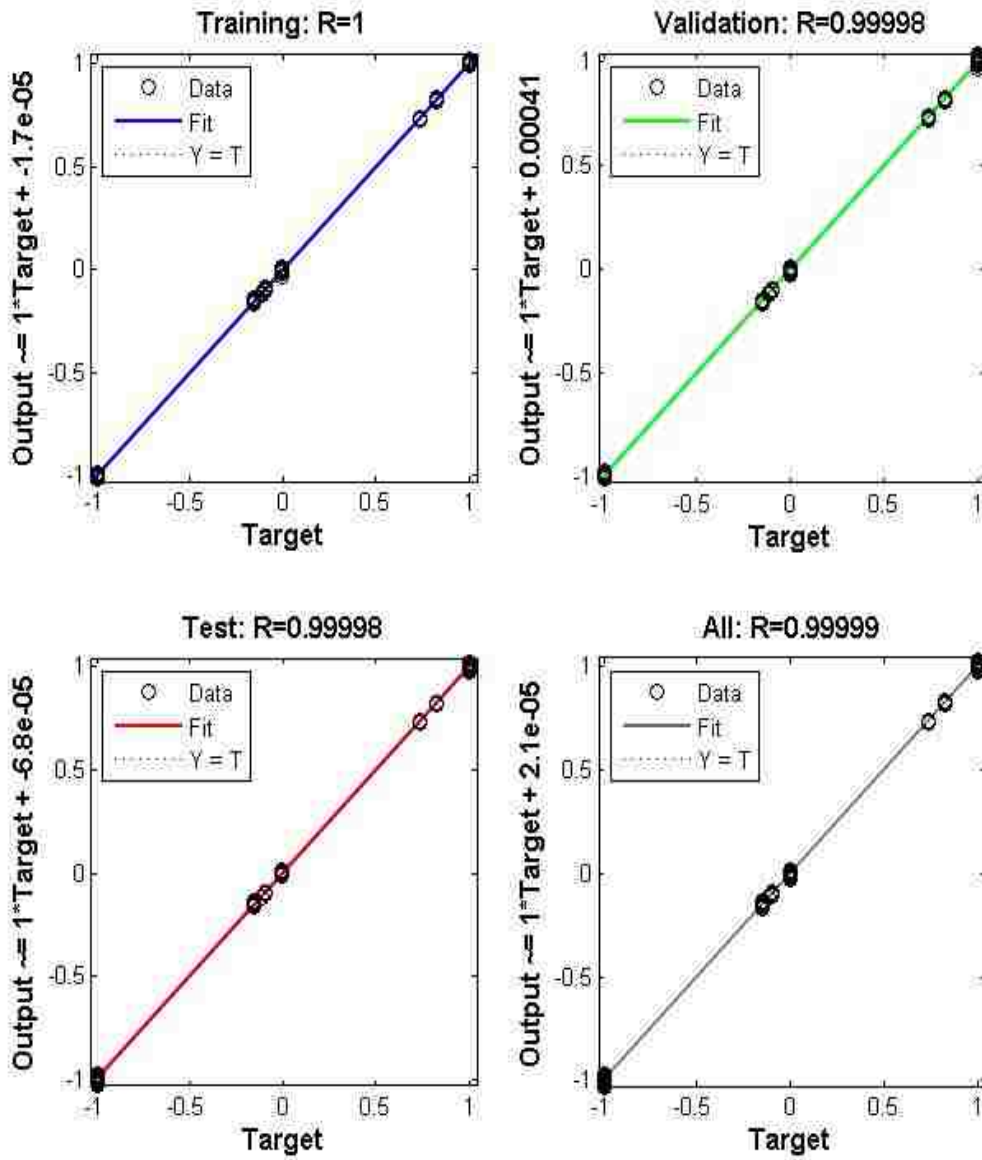 Training: R=1
Output ~= 1*Target + -1.7e-05
1
0.5
0
-0.5
-1
Data
Fit
Y = T
-1
-0.5
0
0.5
1
Target
Validation: R=0.99998
Output ~= 1*Target + 0.00041
1
0.5
0
-0.5
-1
Data
Fit
Y = T
-1
-0.5
0
0.5
1
Target
Test: R=0.99998
Output ~= 1*Target + -6.8e-05
1
0.5
0
-0.5
-1
Data
Fit
Y = T
-1
-0.5
0
0.5
1
Target
All: R=0.99999
Output ~= 1*Target + 2.1e-05
1
0.5
0
-0.5
-1
Data
Fit
Y = T
-1
-0.5
0
0.5
1
Target